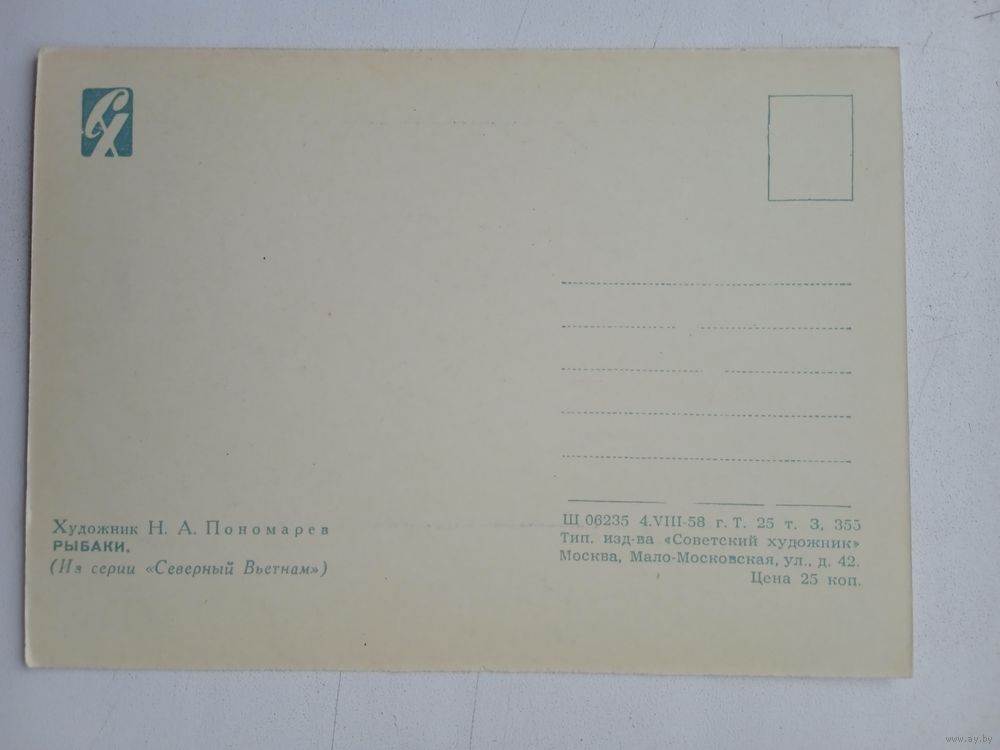 СХ
Художник Н. А. Пономарев
РЫБАКИ.
(Из серии «Северный Вьетнам»)
Ш 06235 4.VIII-58 г. Т. 25 т. З. 355
Тип. изд-ва «Советский художник»
Москва, Мало-Московская, ул., д. 42.
Цена 25 коп.
www.ay.by